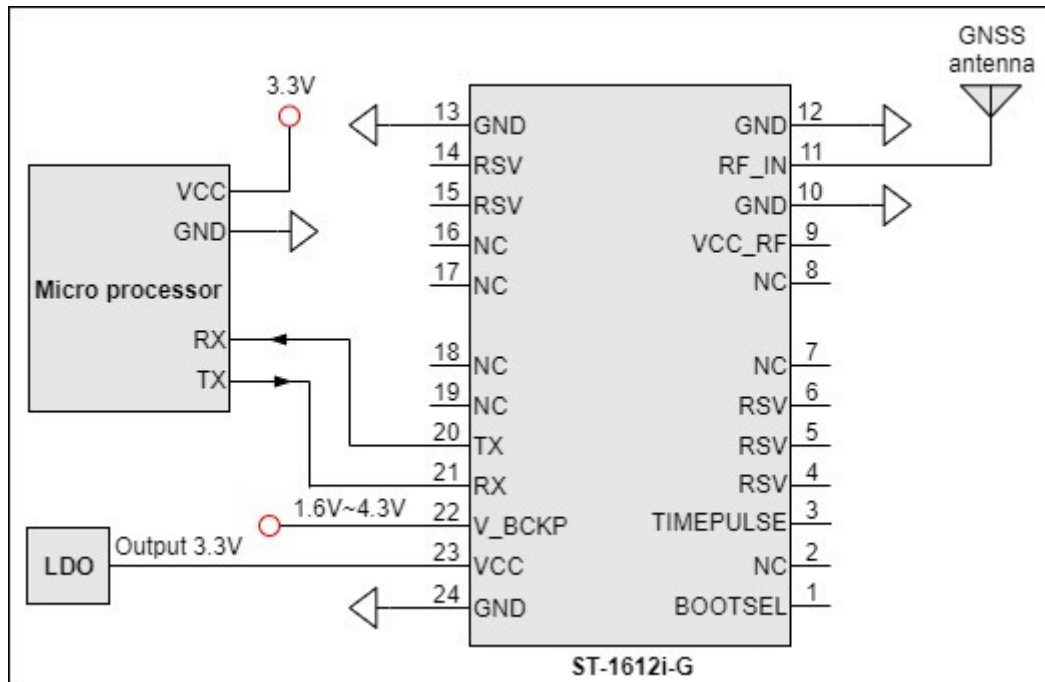 GNSS
antenna
3.3V
VCC
GND
Micro processor
RX
TX
LDO
Output 3.3V
1.6V~4.3V
13 GND
14 RSV
15 RSV
16 NC
17 NC
18 NC
19 NC
20 TX
21 RX
22 V_BCKP
23 VCC
24 GND
GND 12
RF_IN 11
GND 10
VCC_RF 9
NC 8
NC 7
RSV 6
RSV 5
RSV 4
TIMEPULSE 3
NC 2
BOOTSEL 1
ST-1612i-G